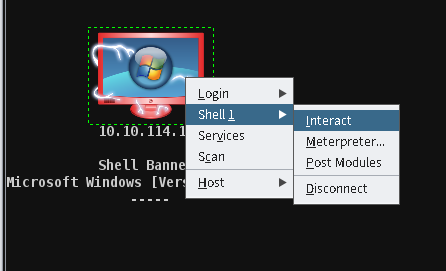 10.10.114.1
Shell Banne
Microsoft Windows [Ver
-----
Login
Shell 1
Services
Scan
Host
Interact
Meterpreter...
Post Modules
Disconnect